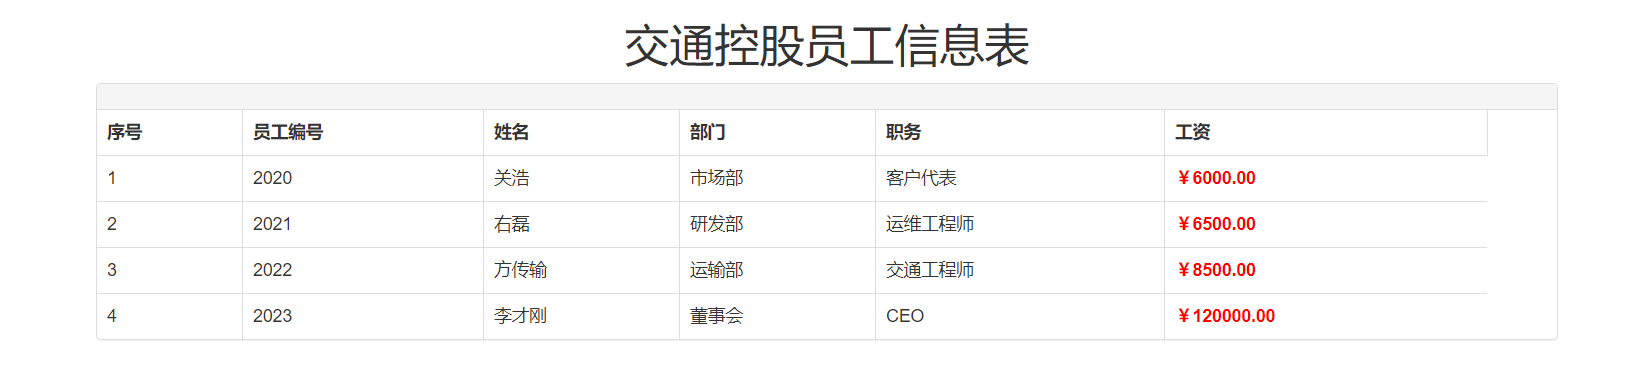 交通控股员工信息表
序号 员工编号 姓名 部门 职务 工资
1 2020 关浩 市场部 客户代表 ￥6000.00
2 2021 右磊 研发部 运维工程师 ￥6500.00
3 2022 方传输 运输部 交通工程师 ￥8500.00
4 2023 李才刚 董事会 CEO ￥120000.00